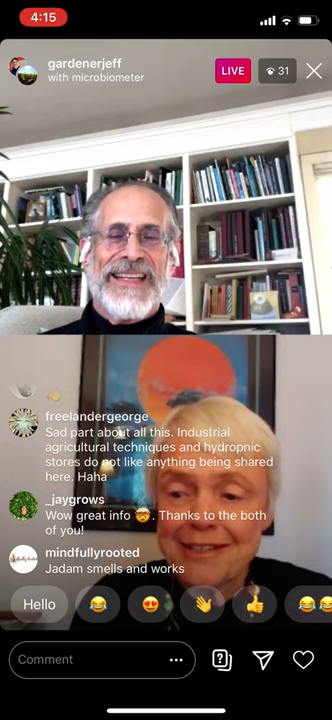 4:15
gardenerjeff
with microbiometer
LIVE
31
freelandergeorge
Sad part about all this. Industrial
agricultural techniques and hydropnic
stores do not like anything being shared
here. Haha
_jaygrows
Wow great info 🤯. Thanks to the both
of you!
mindfullyrooted
Jadam smells and works
Hello
Comment